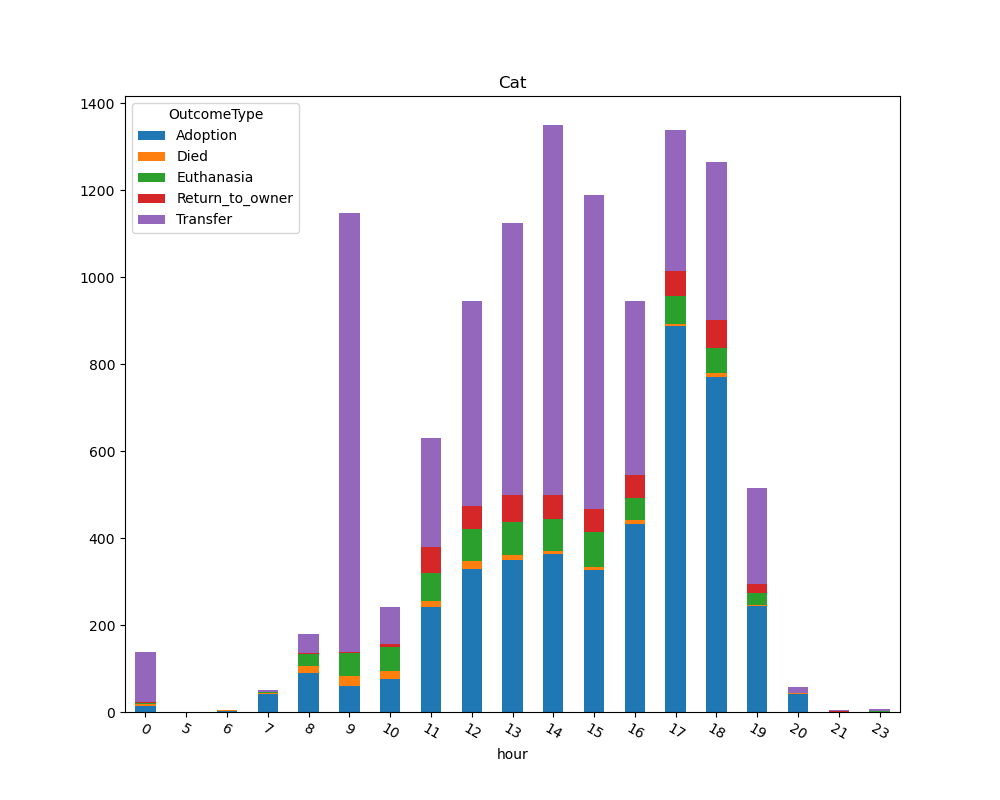 Cat
OutcomeType
Adoption
Died
Euthanasia
Return_to_owner
Transfer
1400
1200
1000
800
600
400
200
0
0 5 6 7 8 9 10 11 12 13 14 15 16 17 18 19 20 21 23
hour